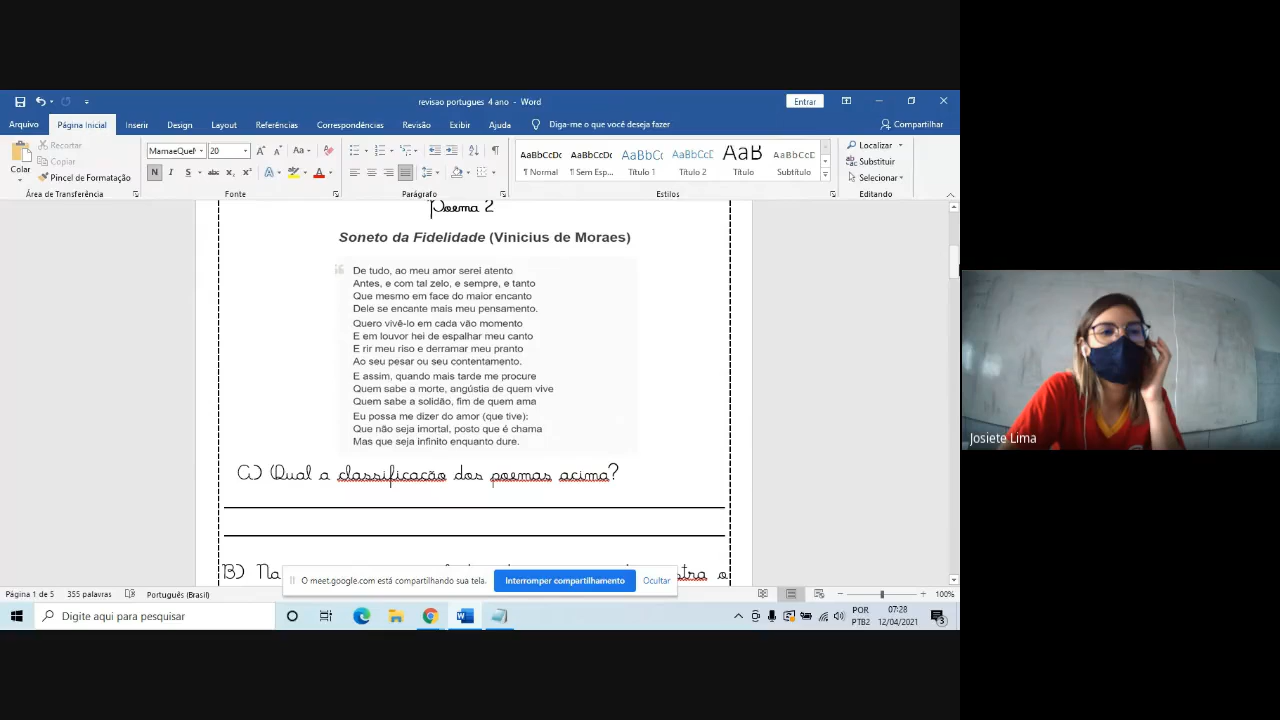 revisao portugues 4 ano - Word
Entrar
Arquivo Página Inicial Inserir Design Layout Referências Correspondências Revisão Exibir Ajuda Diga-me o que você deseja fazer Compartilhar
Colar
Recortar
Copiar
Pincel de Formatação
Área de Transferência
MamaeQueN 20
Fonte
Parágrafo
AaBbCcDc AaBbCcDc AaBbCc AaBbCcE AaB AaBbCcC
¶ Normal ¶ Sem Esp... Título 1 Título 2 Título Subtítulo
Estilos
Localizar
Substituir
Selecionar
Editando
Poema 2
Soneto da Fidelidade (Vinicius de Moraes)
De tudo, ao meu amor serei atento
Antes, e com tal zelo, e sempre, e tanto
Que mesmo em face do maior encanto
Dele se encante mais meu pensamento.
Quero vivê-lo em cada vão momento
E em louvor hei de espalhar meu canto
E rir meu riso e derramar meu pranto
Ao seu pesar ou seu contentamento.
E assim, quando mais tarde me procure
Quem sabe a morte, angústia de quem vive
Quem sabe a solidão, fim de quem ama
Eu possa me dizer do amor (que tive):
Que não seja imortal, posto que é chama
Mas que seja infinito enquanto dure.
A) Qual a classificação dos poemas acima?
B) Na
o
O meet.google.com está compartilhando sua tela.
Interromper compartilhamento
Ocultar
Página 1 de 5 355 palavras Português (Brasil) 100%
Digite aqui para pesquisar
POR
PTB2
07:28
12/04/2021
3
Josiete Lima